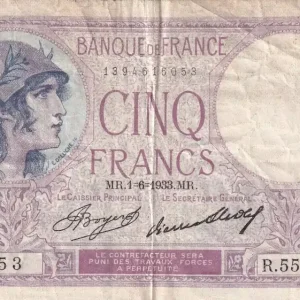 BANQUE DE FRANCE
1394616053
CINQ
FRANCS
MR.1=6=1933.MR.
LE CAISSIER PRINCIPAL LE SECRÉTAIRE GÉNÉRAL
53 R.55
LE CONTREFACTEUR SERA
PUNI DES TRAVAUX FORCÉS
A PERPÉTUITÉ